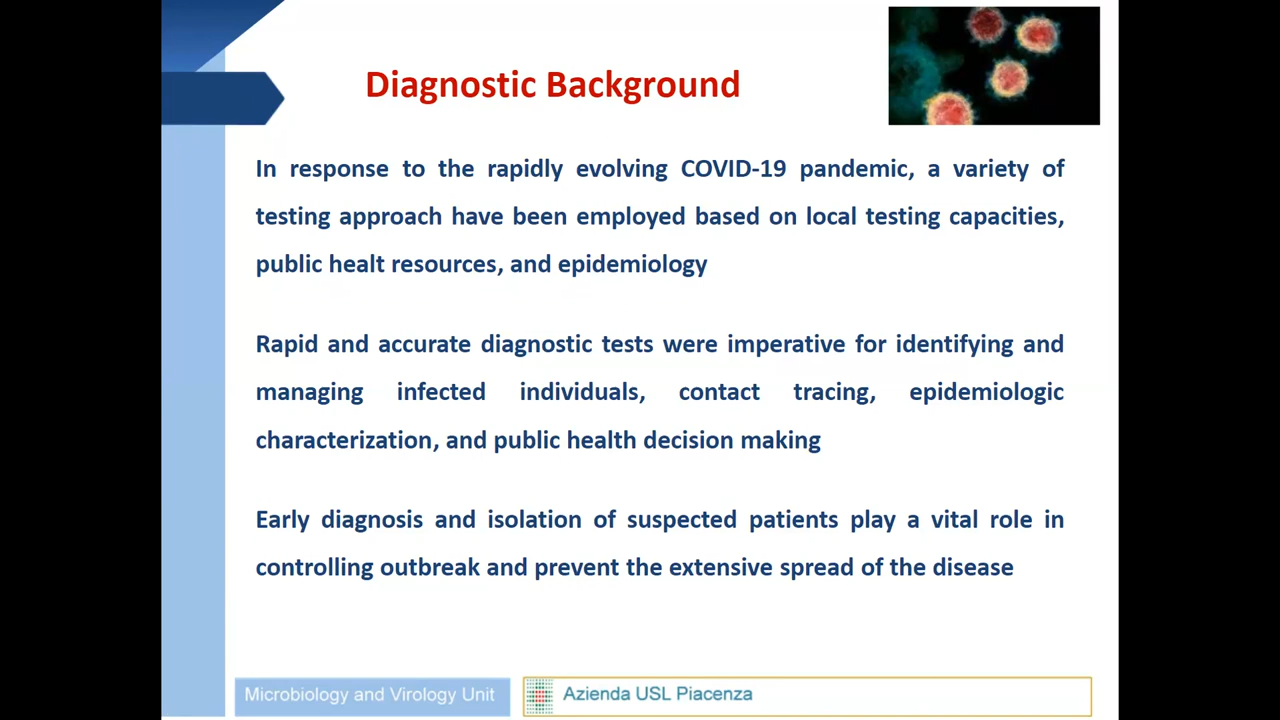 Diagnostic Background
In response to the rapidly evolving COVID-19 pandemic, a variety of
testing approach have been employed based on local testing capacities,
public healt resources, and epidemiology
Rapid and accurate diagnostic tests were imperative for identifying and
managing infected individuals, contact tracing, epidemiologic
characterization, and public health decision making
Early diagnosis and isolation of suspected patients play a vital role in
controlling outbreak and prevent the extensive spread of the disease
Microbiology and Virology Unit
Azienda USL Piacenza